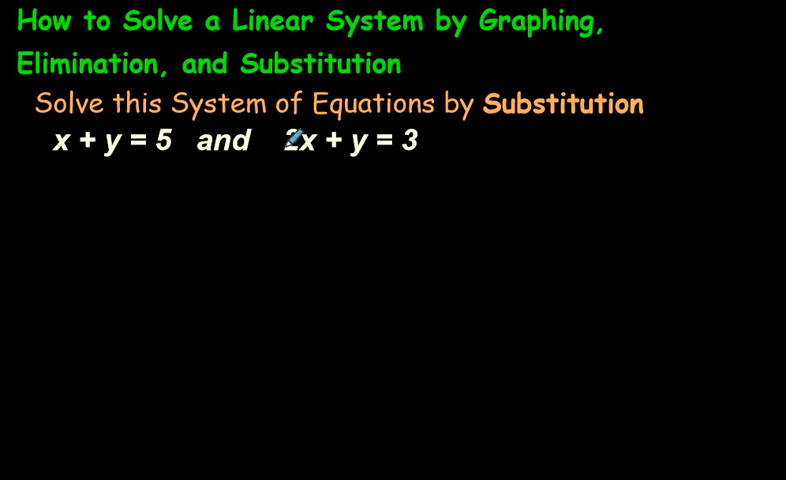 How to Solve a Linear System by Graphing,
Elimination, and Substitution
Solve this System of Equations by Substitution
x + y = 5 and 2x + y = 3